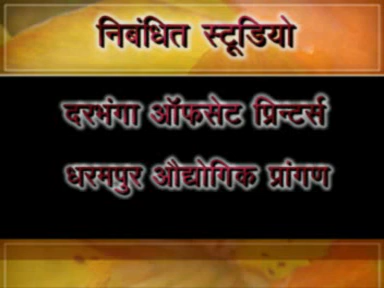 निबंधित स्टूडियो
दरभंगा ऑफसेट प्रिन्टर्स
धरमपुर औद्योगिक प्रांगण